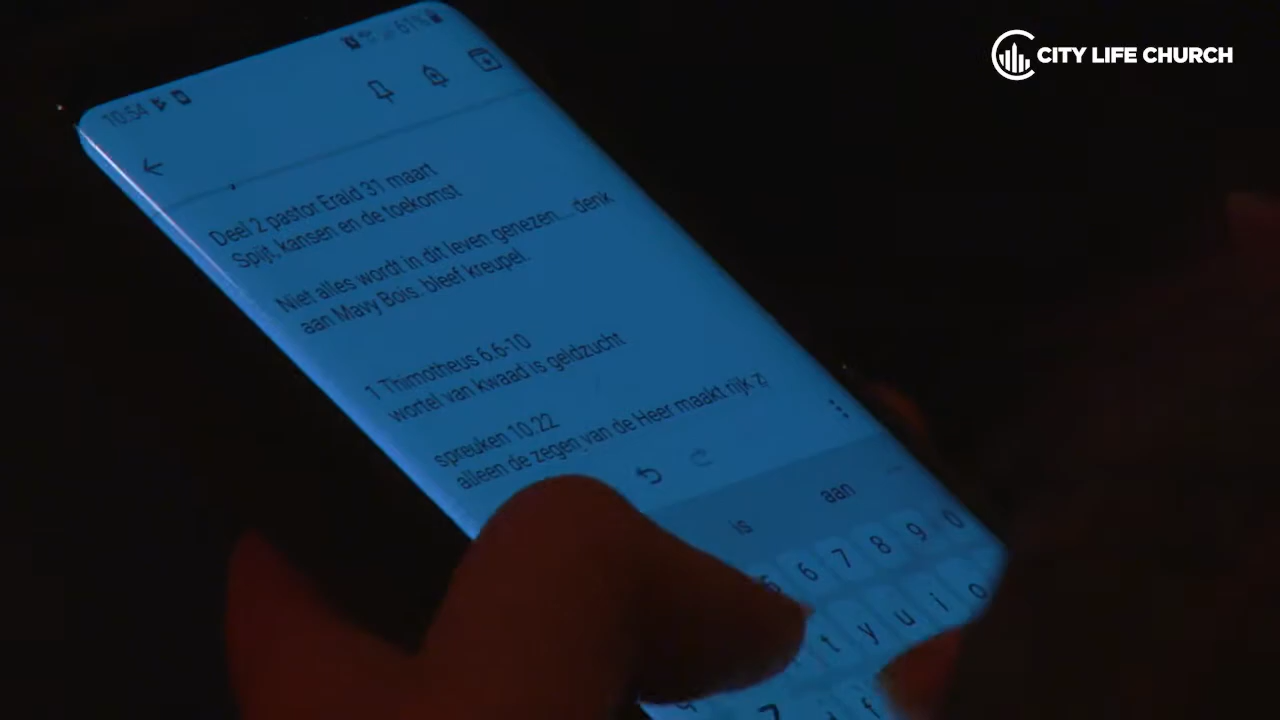 CITY LIFE CHURCH
10:54
61%
Deel 2 pastor Eraid 31 maart
Spijt, kansen en de toekomst
Niet alles wordt in dit leven genezen... denk
aan Mavy Bois. bleef kreupel.
1 Thimotheus 6.6-10
wortel van kwaad is geldzucht
spreuken 10:22
alleen de zegen van de Heer maakt rijk z
is aan
6 7 8 9 0
t y u i o
f